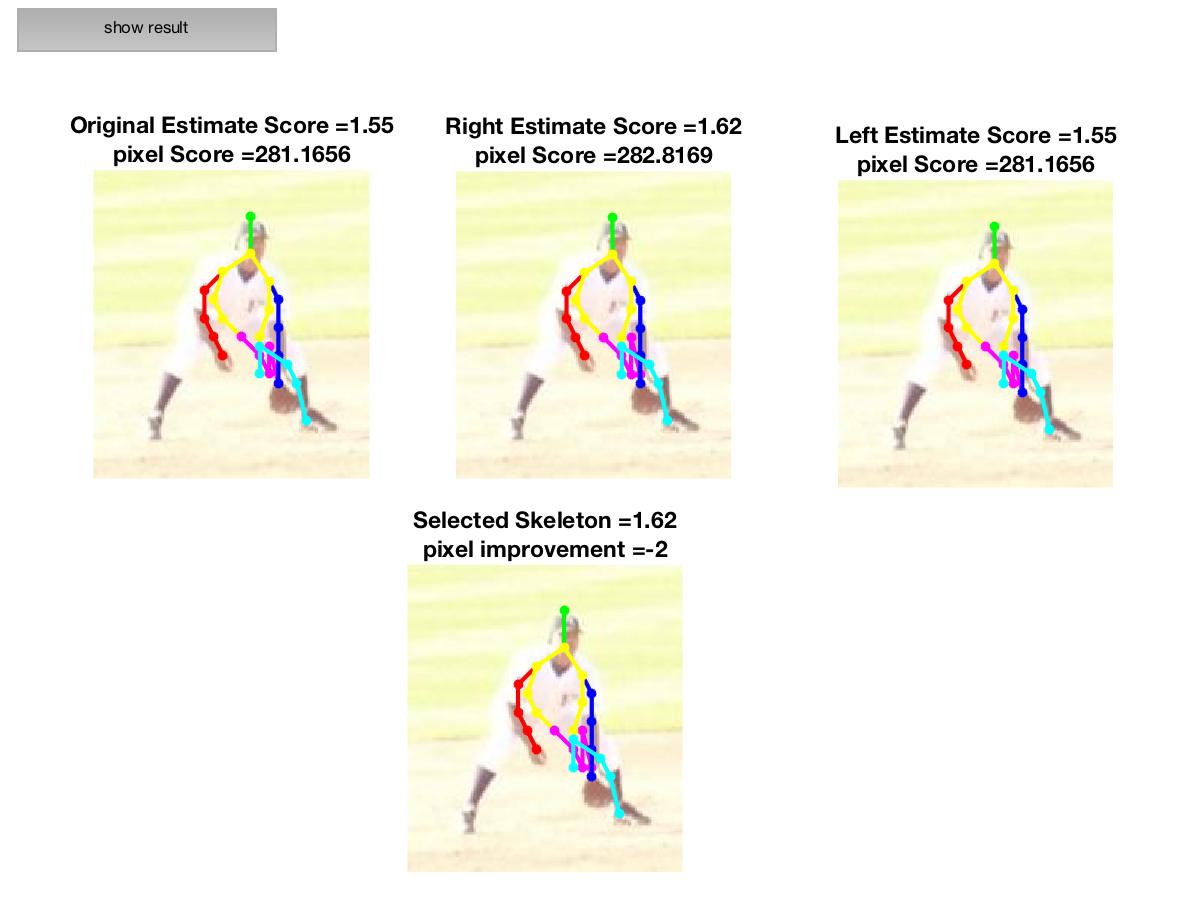 show result
Original Estimate Score =1.55
pixel Score =281.1656
Right Estimate Score =1.62
pixel Score =282.8169
Left Estimate Score =1.55
pixel Score =281.1656
Selected Skeleton =1.62
pixel improvement =-2